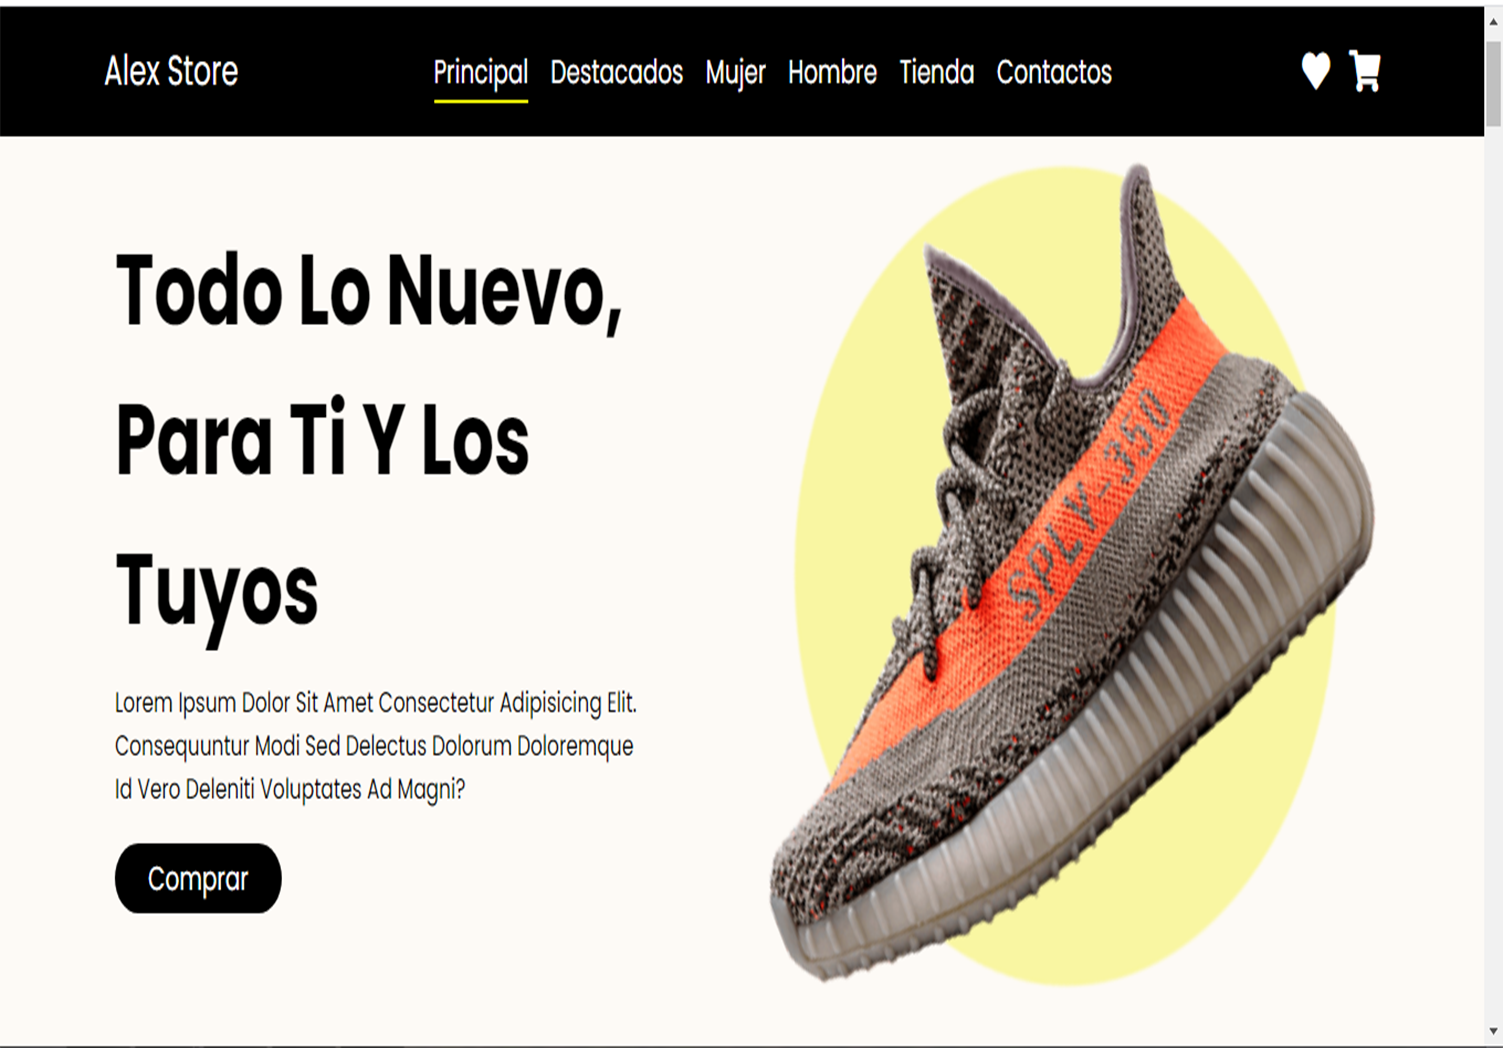 Alex Store
Principal Destacados Mujer Hombre Tienda Contactos
Todo Lo Nuevo,
Para Ti Y Los
Tuyos
Lorem Ipsum Dolor Sit Amet Consectetur Adipisicing Elit.
Consequuntur Modi Sed Delectus Dolorum Doloremque
Id Vero Deleniti Voluptates Ad Magni?
Comprar
SPLY-350